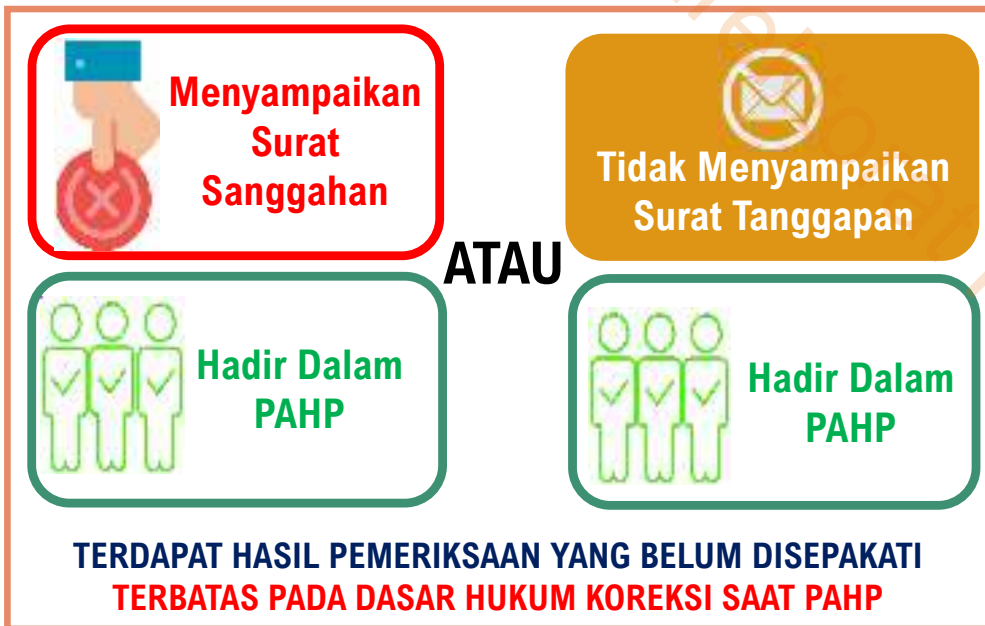 Menyampaikan
Surat
Sanggahan
Tidak Menyampaikan
Surat Tanggapan
ATAU
Hadir Dalam
PAHP
Hadir Dalam
PAHP
TERDAPAT HASIL PEMERIKSAAN YANG BELUM DISEPAKATI
TERBATAS PADA DASAR HUKUM KOREKSI SAAT PAHP